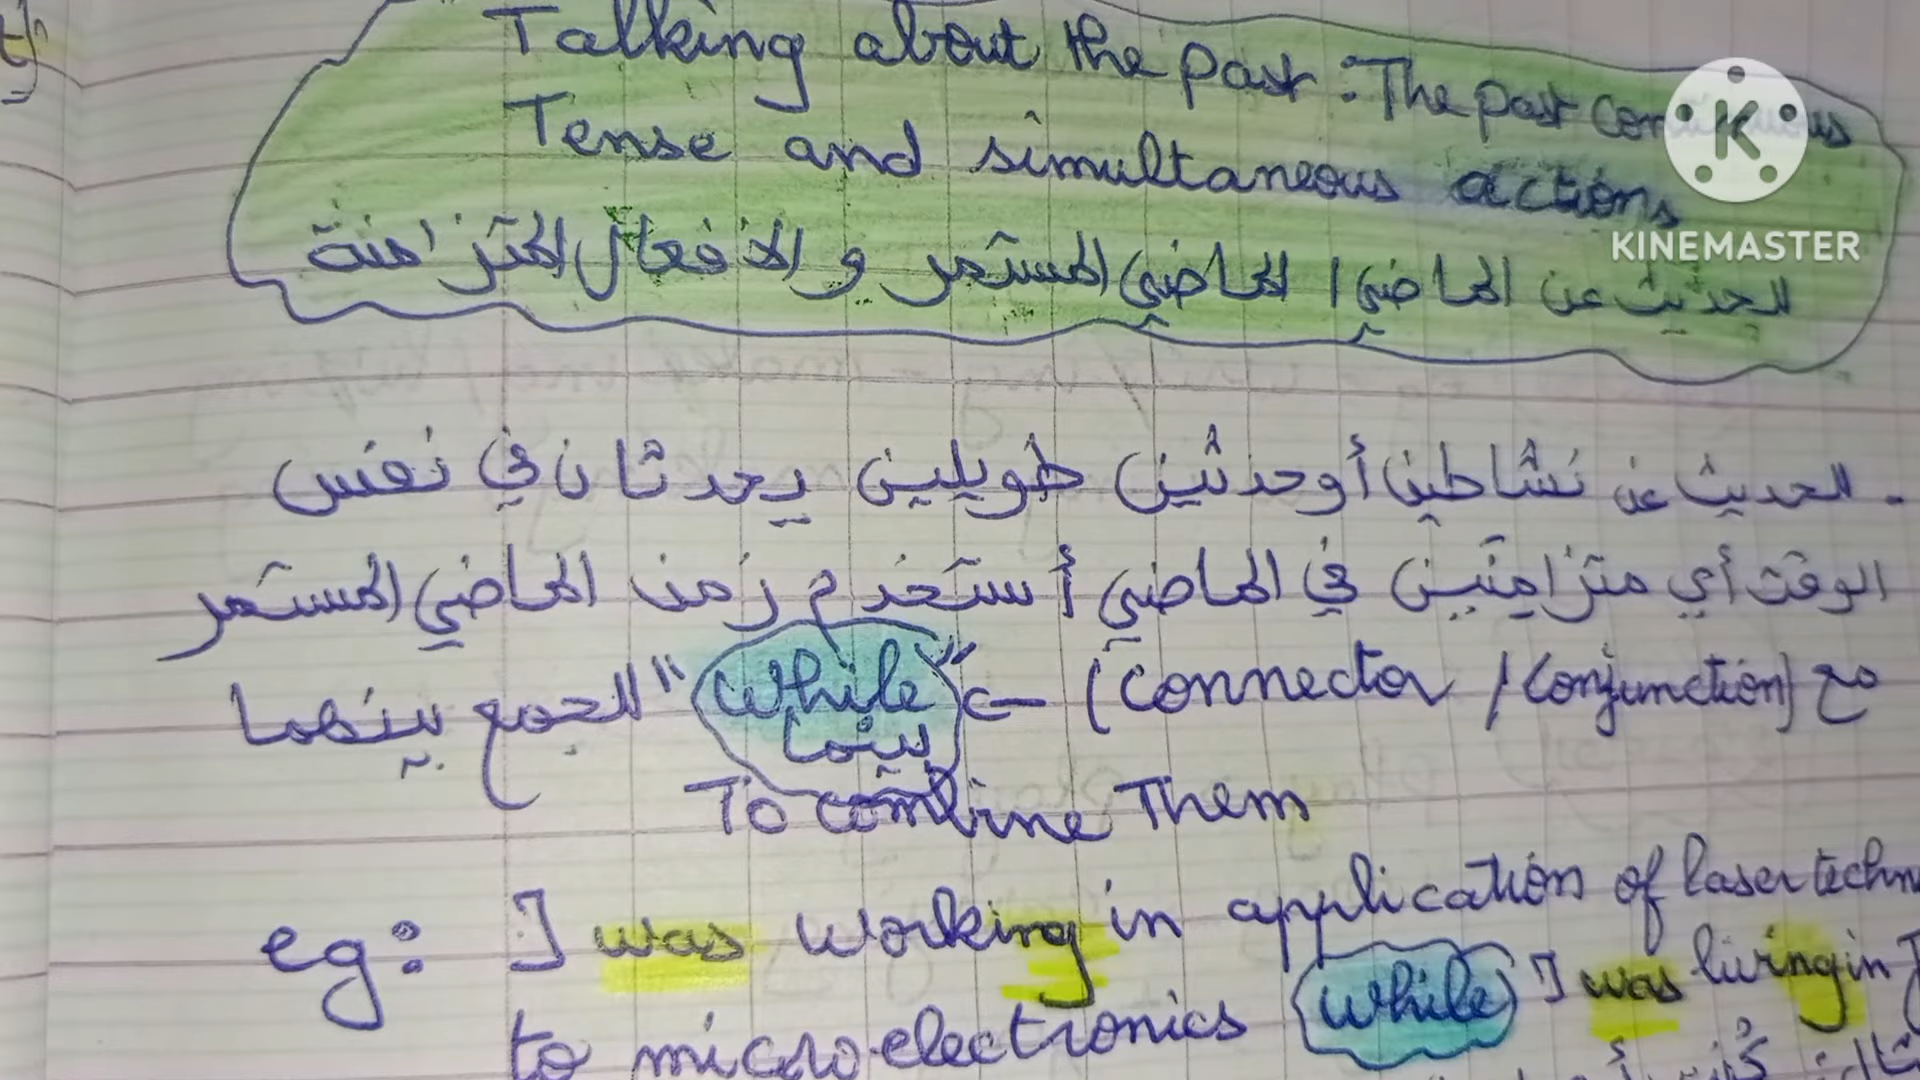 Talking about the past : The past continuous
Tense and simultaneous actions
الحديث عن الماضي / الماضي المستمر و الأفعال المتزامنة
KINEMASTER
- الحديث عن نشاطين أو حدثين طويلين يحدثان في نفس
الوقت أي متزامنين في الماضي أستخدم زمن الماضي المستمر
مع (Connector / Conjunction) ← "while" للجمع بينهما
بينما
To combine Them
eg: I was working in application of laser techn
to microelectronics while I was living in